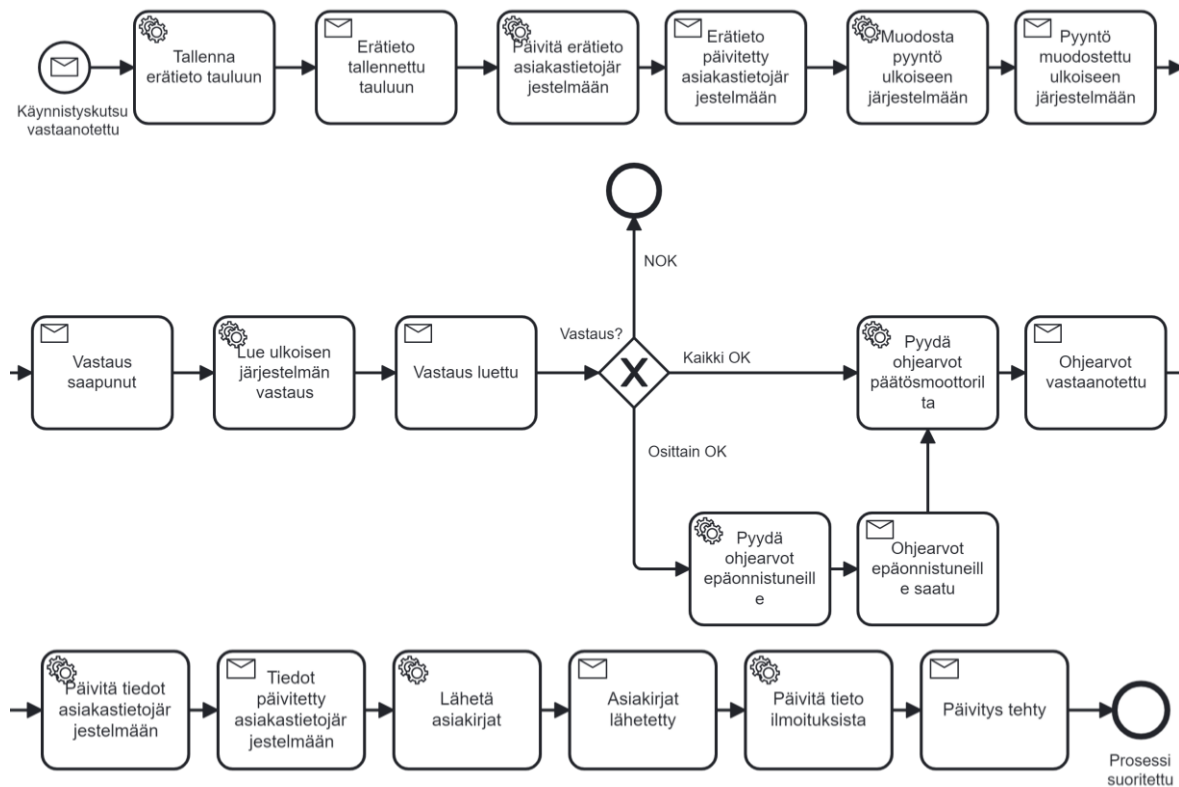 Käynnistyskutsu
vastaanotettu
Tallenna
erätieto tauluun
Erätieto
tallennettu
tauluun
Päivitä erätieto
asiakastietojär
jestelmään
Erätieto
päivitetty
asiakastietojär
jestelmään
Muodosta
pyyntö
ulkoiseen
järjestelmään
Pyyntö
muodostettu
ulkoiseen
järjestelmään
Vastaus
saapunut
Lue ulkoisen
järjestelmän
vastaus
Vastaus luettu
Vastaus?
NOK
Kaikki OK
Osittain OK
Pyydä
ohjearvot
päätösmoottoril
ta
Ohjearvot
vastaanotettu
Pyydä
ohjearvot
epäonnistuneill
e
Ohjearvot
epäonnistuneill
e saatu
Päivitä tiedot
asiakastietojär
jestelmään
Tiedot
päivitetty
asiakastietojär
jestelmään
Lähetä
asiakirjat
Asiakirjat
lähetetty
Päivitä tieto
ilmoituksista
Päivitys tehty
Prosessi
suoritettu